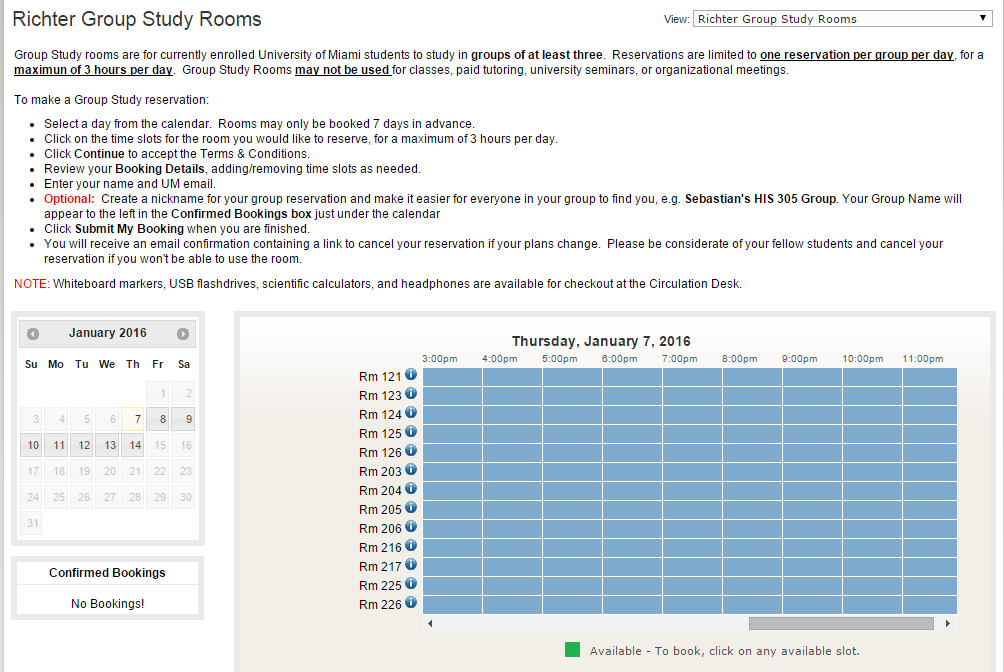 Richter Group Study Rooms
View: Richter Group Study Rooms
Group Study rooms are for currently enrolled University of Miami students to study in groups of at least three. Reservations are limited to one reservation per group per day, for a
maximun of 3 hours per day. Group Study Rooms may not be used for classes, paid tutoring, university seminars, or organizational meetings.
To make a Group Study reservation:
Select a day from the calendar. Rooms may only be booked 7 days in advance.
Click on the time slots for the room you would like to reserve, for a maximum of 3 hours per day.
Click Continue to accept the Terms & Conditions.
Review your Booking Details, adding/removing time slots as needed.
Enter your name and UM email.
Optional: Create a nickname for your group reservation and make it easier for everyone in your group to find you, e.g. Sebastian's HIS 305 Group. Your Group Name will
appear to the left in the Confirmed Bookings box just under the calendar
Click Submit My Booking when you are finished.
You will receive an email confirmation containing a link to cancel your reservation if your plans change. Please be considerate of your fellow students and cancel your
reservation if you won't be able to use the room.
NOTE: Whiteboard markers, USB flashdrives, scientific calculators, and headphones are available for checkout at the Circulation Desk.
January 2016
Su Mo Tu We Th Fr Sa
1 2
3 4 5 6 7 8 9
10 11 12 13 14 15 16
17 18 19 20 21 22 23
24 25 26 27 28 29 30
31
Confirmed Bookings
No Bookings!
Thursday, January 7, 2016
3:00pm 4:00pm 5:00pm 6:00pm 7:00pm 8:00pm 9:00pm 10:00pm 11:00pm
Rm 121
Rm 123
Rm 124
Rm 125
Rm 126
Rm 203
Rm 204
Rm 205
Rm 206
Rm 216
Rm 217
Rm 225
Rm 226
Available - To book, click on any available slot.